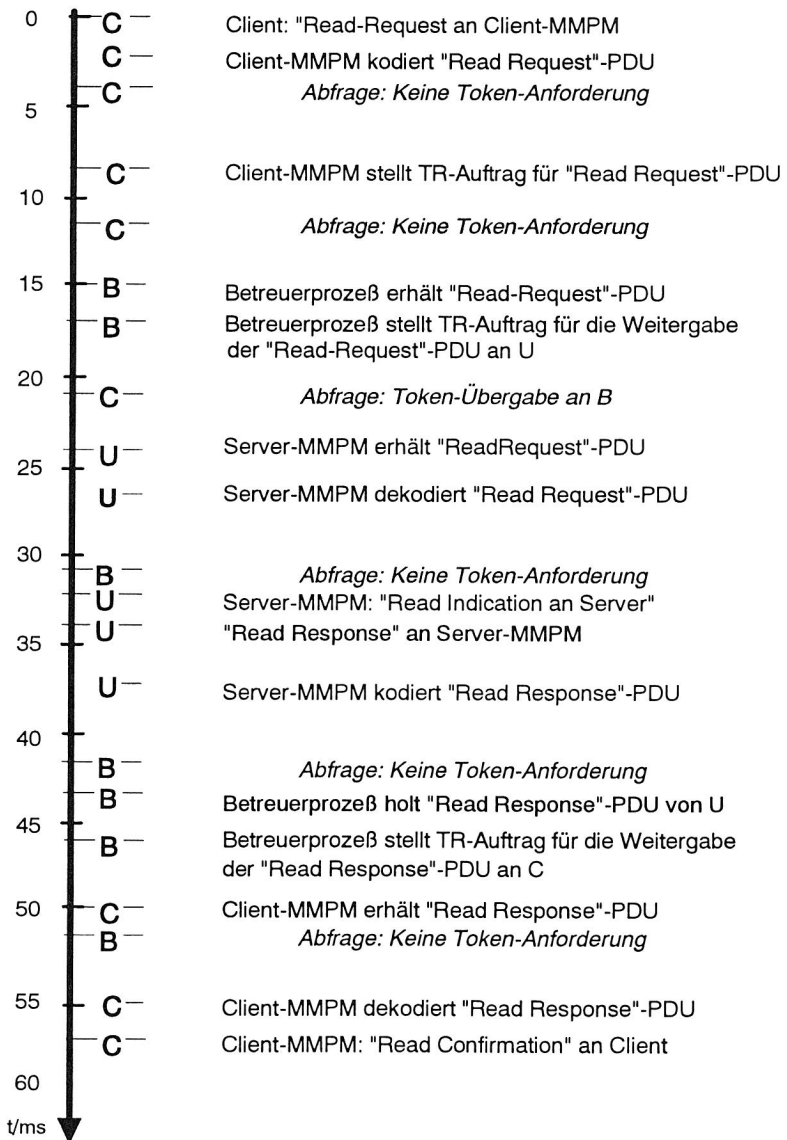 0 C Client: "Read-Request an Client-MMPM
C Client-MMPM kodiert "Read Request"-PDU
C Abfrage: Keine Token-Anforderung
5
C Client-MMPM stellt TR-Auftrag für "Read Request"-PDU
10
C Abfrage: Keine Token-Anforderung
15 B Betreuerprozeß erhält "Read-Request"-PDU
B Betreuerprozeß stellt TR-Auftrag für die Weitergabe
der "Read-Request"-PDU an U
20
C Abfrage: Token-Übergabe an B
U Server-MMPM erhält "ReadRequest"-PDU
25
U Server-MMPM dekodiert "Read Request"-PDU
30
B Abfrage: Keine Token-Anforderung
U Server-MMPM: "Read Indication an Server"
U "Read Response" an Server-MMPM
35
U Server-MMPM kodiert "Read Response"-PDU
40
B Abfrage: Keine Token-Anforderung
B Betreuerprozeß holt "Read Response"-PDU von U
45
B Betreuerprozeß stellt TR-Auftrag für die Weitergabe
der "Read Response"-PDU an C
50 C Client-MMPM erhält "Read Response"-PDU
B Abfrage: Keine Token-Anforderung
55 C Client-MMPM dekodiert "Read Response"-PDU
C Client-MMPM: "Read Confirmation" an Client
60
t/ms